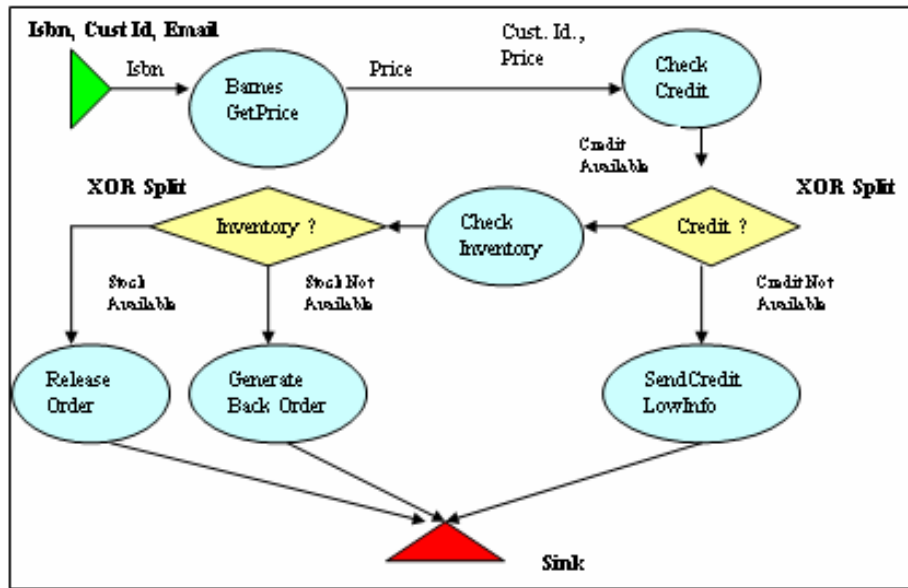 Isbn, Cust Id, Email
Isbn
Barnes
GetPrice
Price
Cust. Id.,
Price
Check
Credit
Credit
Available
XOR Split
Inventory ?
Check
Inventory
Credit ?
XOR Split
Stock
Available
Stock Not
Available
Credit Not
Available
Release
Order
Generate
Back Order
SendCredit
LowInfo
Sink